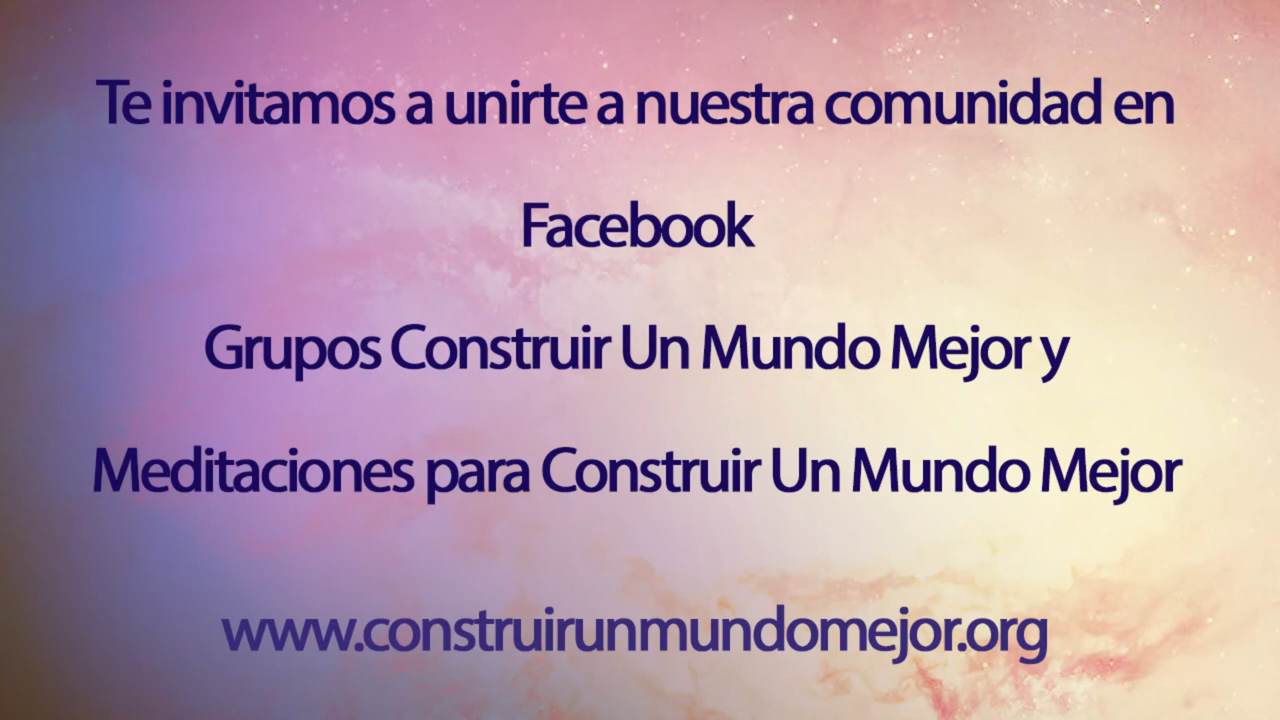 Te invitamos a unirte a nuestra comunidad en
Facebook
Grupos Construir Un Mundo Mejor y
Meditaciones para Construir Un Mundo Mejor
www.construirunmundomejor.org